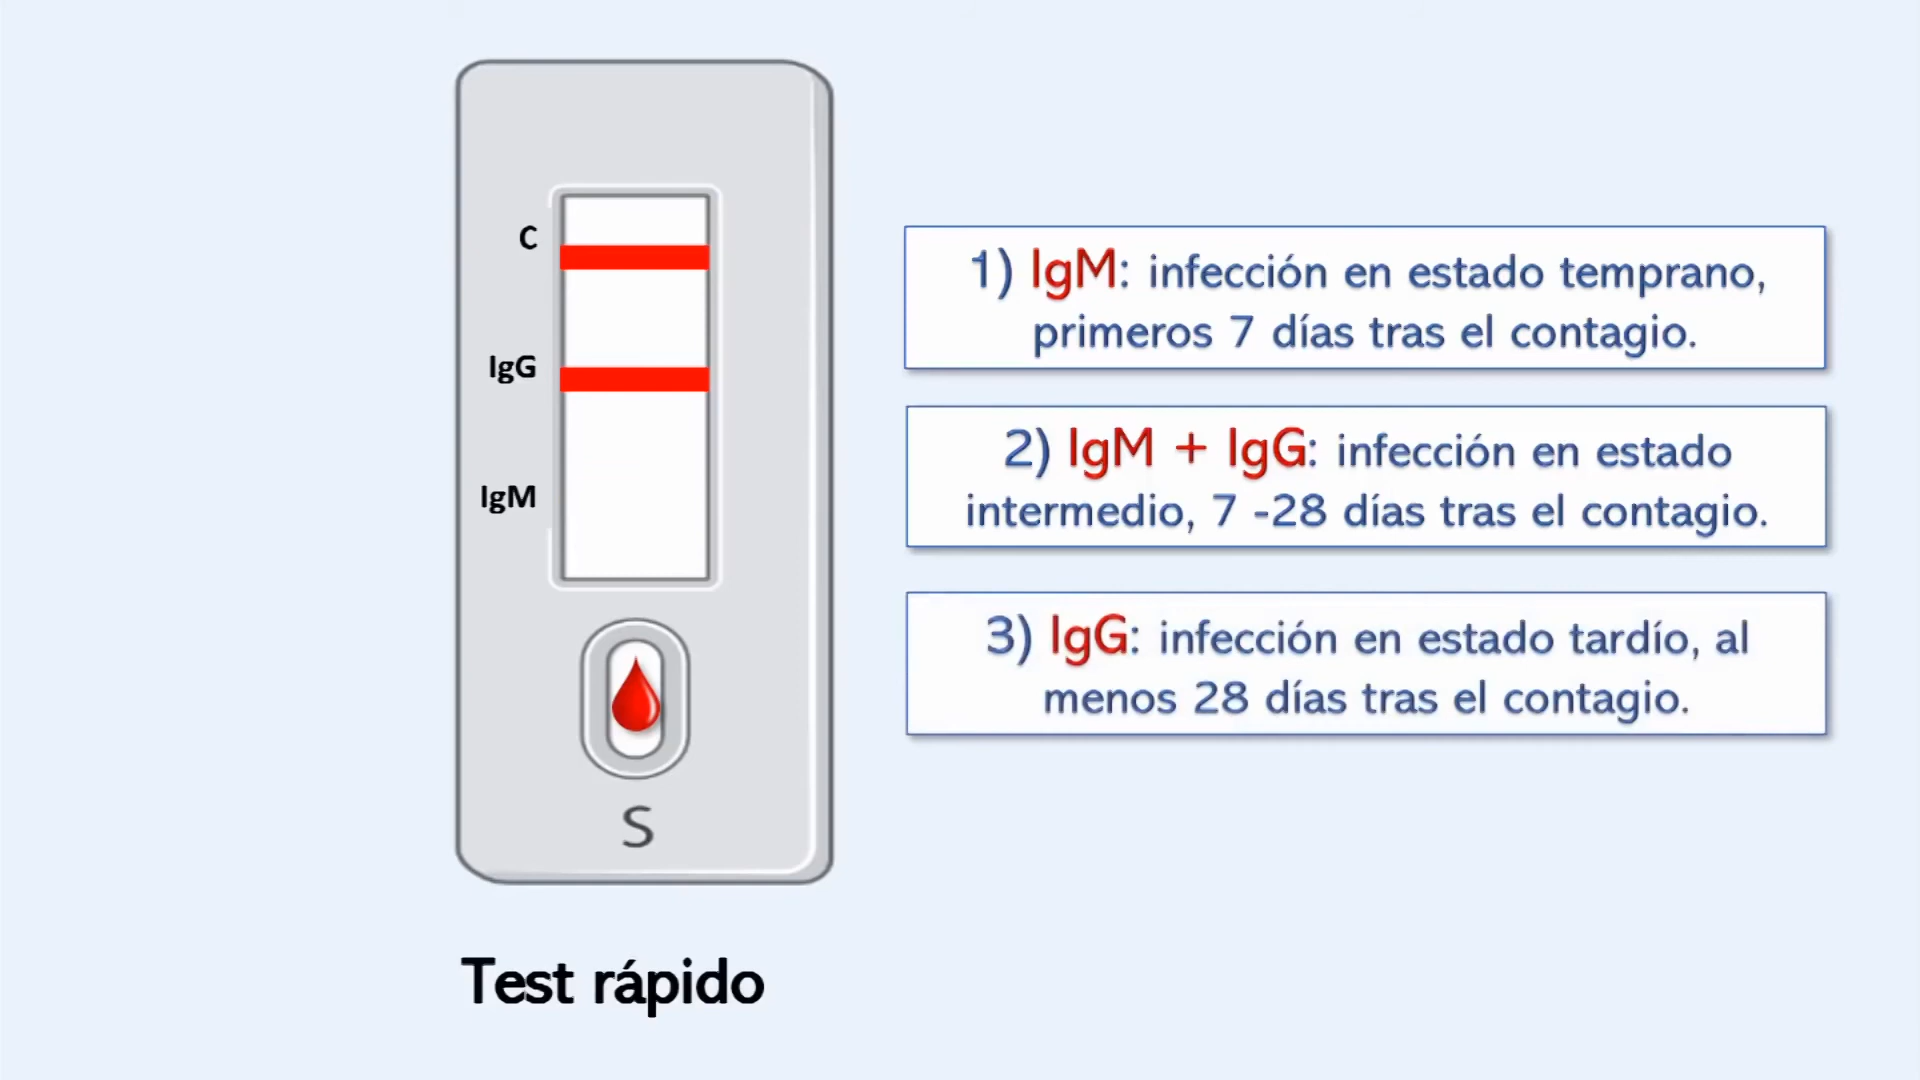 C
IgG
IgM
S
Test rápido
1) IgM: infección en estado temprano,
primeros 7 días tras el contagio.
2) IgM + IgG: infección en estado
intermedio, 7 -28 días tras el contagio.
3) IgG: infección en estado tardío, al
menos 28 días tras el contagio.